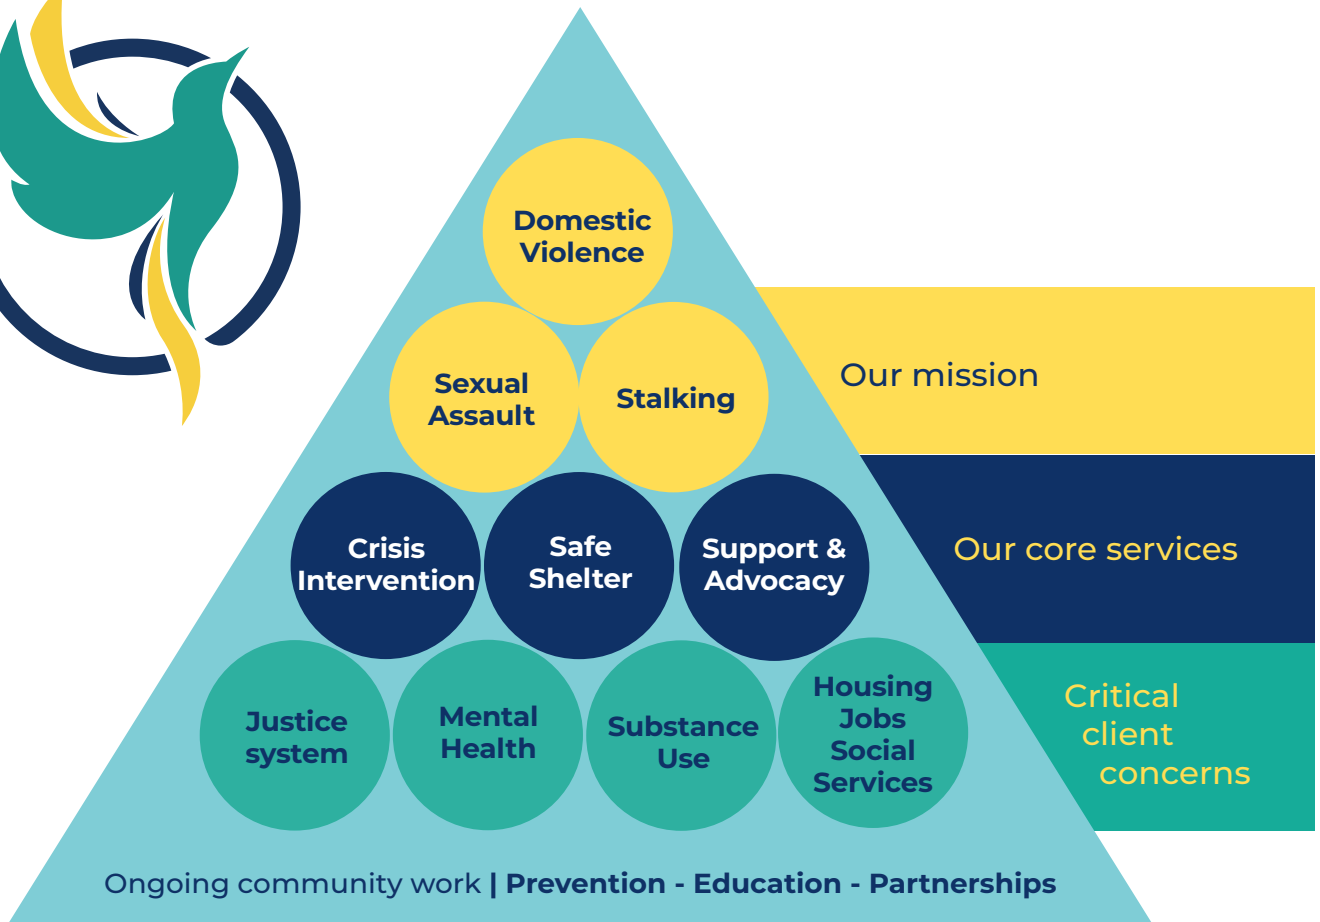 Domestic
Violence
Sexual
Assault
Stalking
Our mission
Crisis
Intervention
Safe
Shelter
Support &
Advocacy
Our core services
Justice
system
Mental
Health
Substance
Use
Housing
Jobs
Social
Services
Critical
client
concerns
Ongoing community work | Prevention - Education - Partnerships